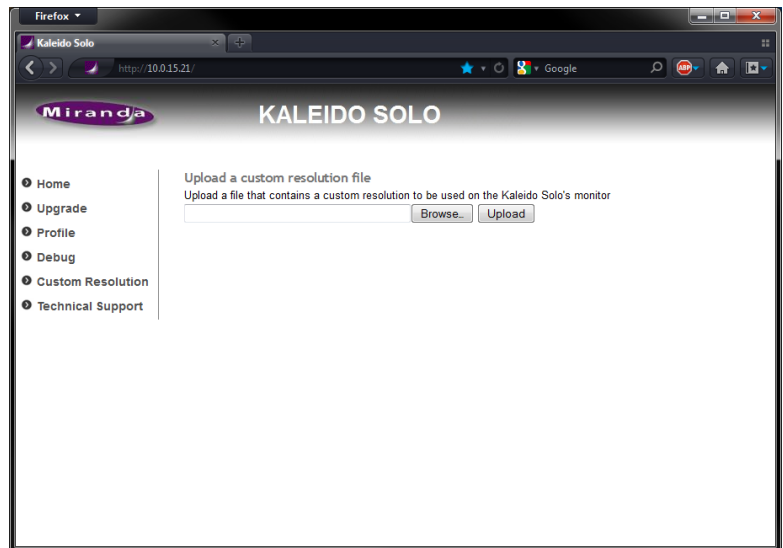 Firefox
Kaleido Solo
http://10.0.15.21/
Google
ABP
Miranda
KALEIDO SOLO
Home
Upgrade
Profile
Debug
Custom Resolution
Technical Support
Upload a custom resolution file
Upload a file that contains a custom resolution to be used on the Kaleido Solo's monitor
Browse..
Upload